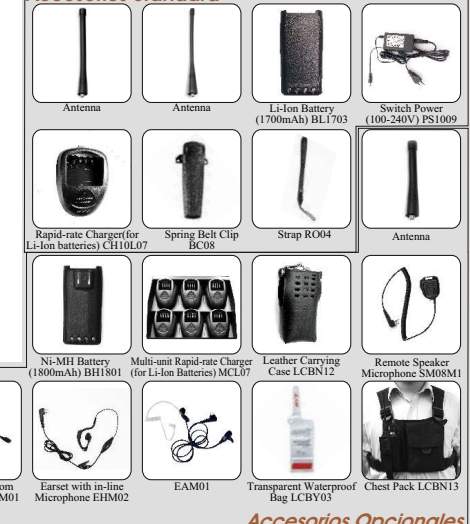 Antenna
Antenna
Li-Ion Battery
(1700mAh) BL1703
Switch Power
(100-240V) PS1009
Rapid-rate Charger(for
Li-Ion batteries) CH10L07
Spring Belt Clip
BC08
Strap RO04
Antenna
Ni-MH Battery
(1800mAh) BH1801
Multi-unit Rapid-rate Charger
(for Li-Ion Batteries) MCL07
Leather Carrying
Case LCBN12
Remote Speaker
Microphone SM08M1
Earset with in-line
Microphone EHM02
EAM01
Transparent Waterproof
Bag LCBY03
Chest Pack LCBN13
Accesorios Opcionales